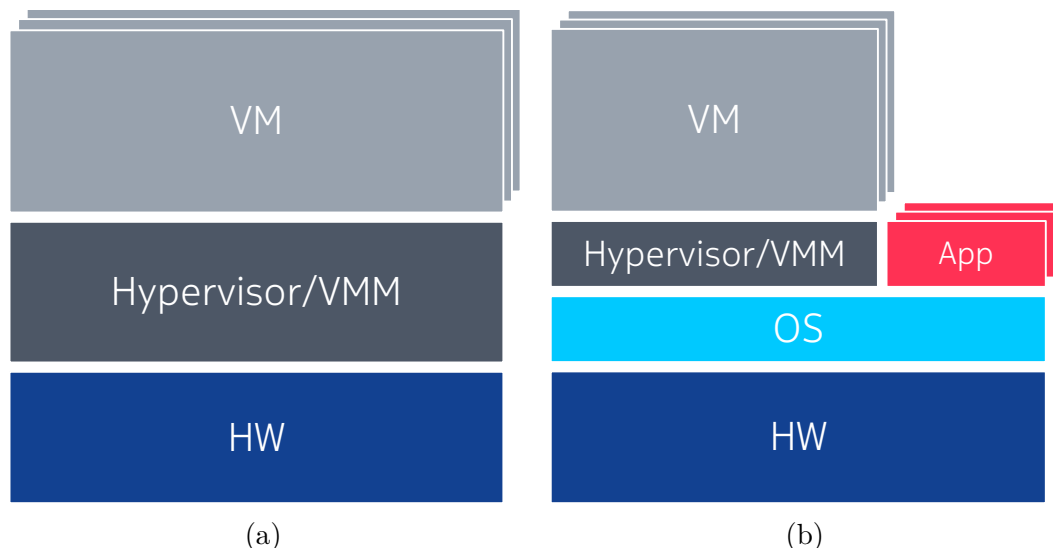 VM
Hypervisor/VMM
HW
(a)
VM
Hypervisor/VMM
App
OS
HW
(b)